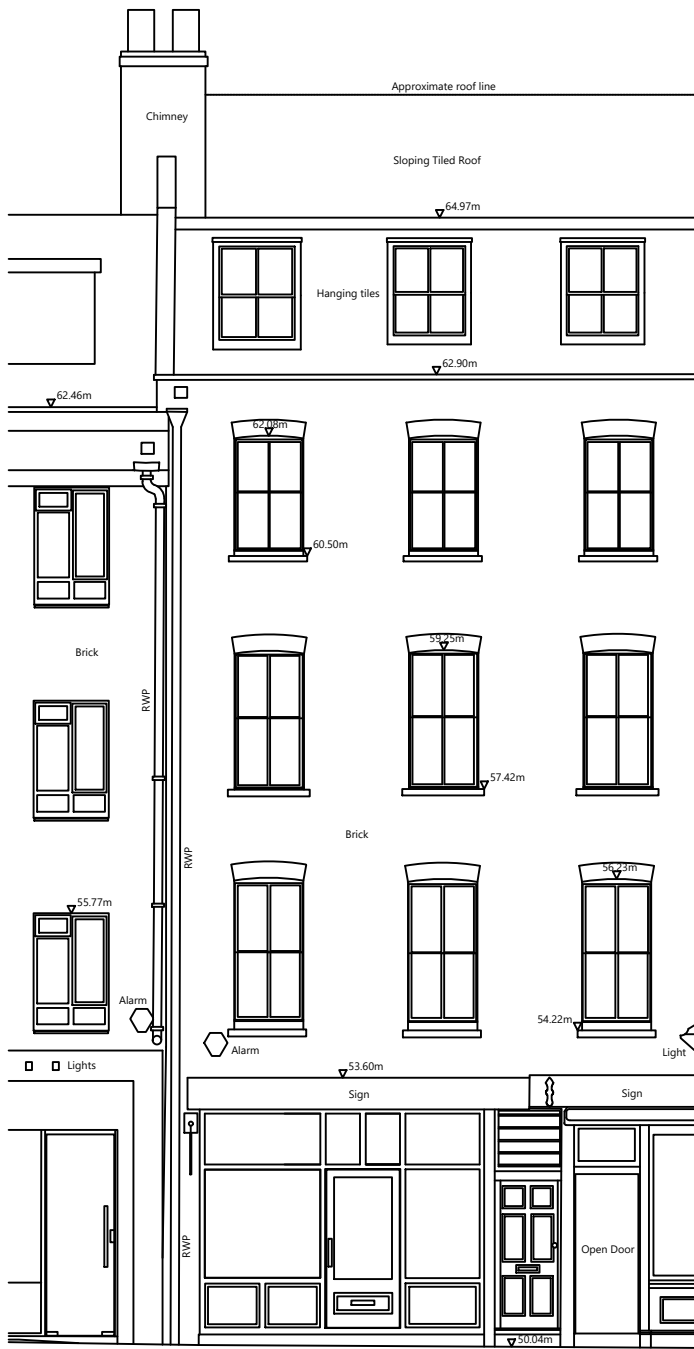 Approximate roof line
Chimney
Sloping Tiled Roof
64.97m
Hanging tiles
62.90m
62.46m
62.08m
60.50m
59.25m
Brick
RWP
57.42m
Brick
RWP
56.23m
55.77m
Alarm
54.22m
Alarm
Light
Lights
53.60m
Sign
Sign
RWP
Open Door
50.04m